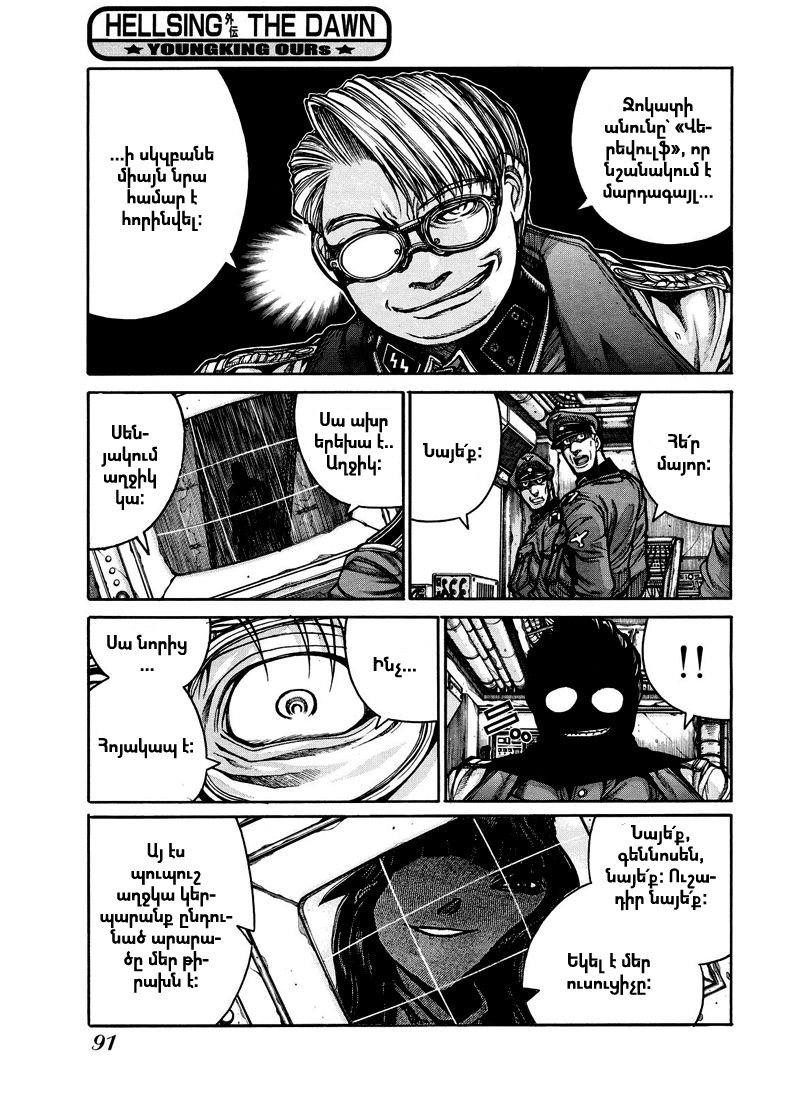 HELLSING 外伝 THE DAWN
★ YOUNGKING OURs ★
Ջոկատի
անունը՝ «Վե-
րեվուլֆ», որ
նշանակում է
մարդագայլ...
...ի սկզբանե
միայն նրա
համար է
հորինվել:
Հե՜ր
մայոր:
Նայե՜ք:
Սա ախր
երեխա է..
Աղջիկ:
Սեն-
յակում
աղջիկ
կա:
!!
Ինչ...
Սա նորից
...
Հոյակապ է:
Նայե՜ք,
գեննոսեն,
նայե՜ք: Ուշա-
դիր նայե՜ք:
Եկել է մեր
ուսուցիչը:
Այ էս
պուպուշ
աղջկա կեր-
պարանք ընդու-
նած արարա-
ծը մեր թի-
րախն է:
91